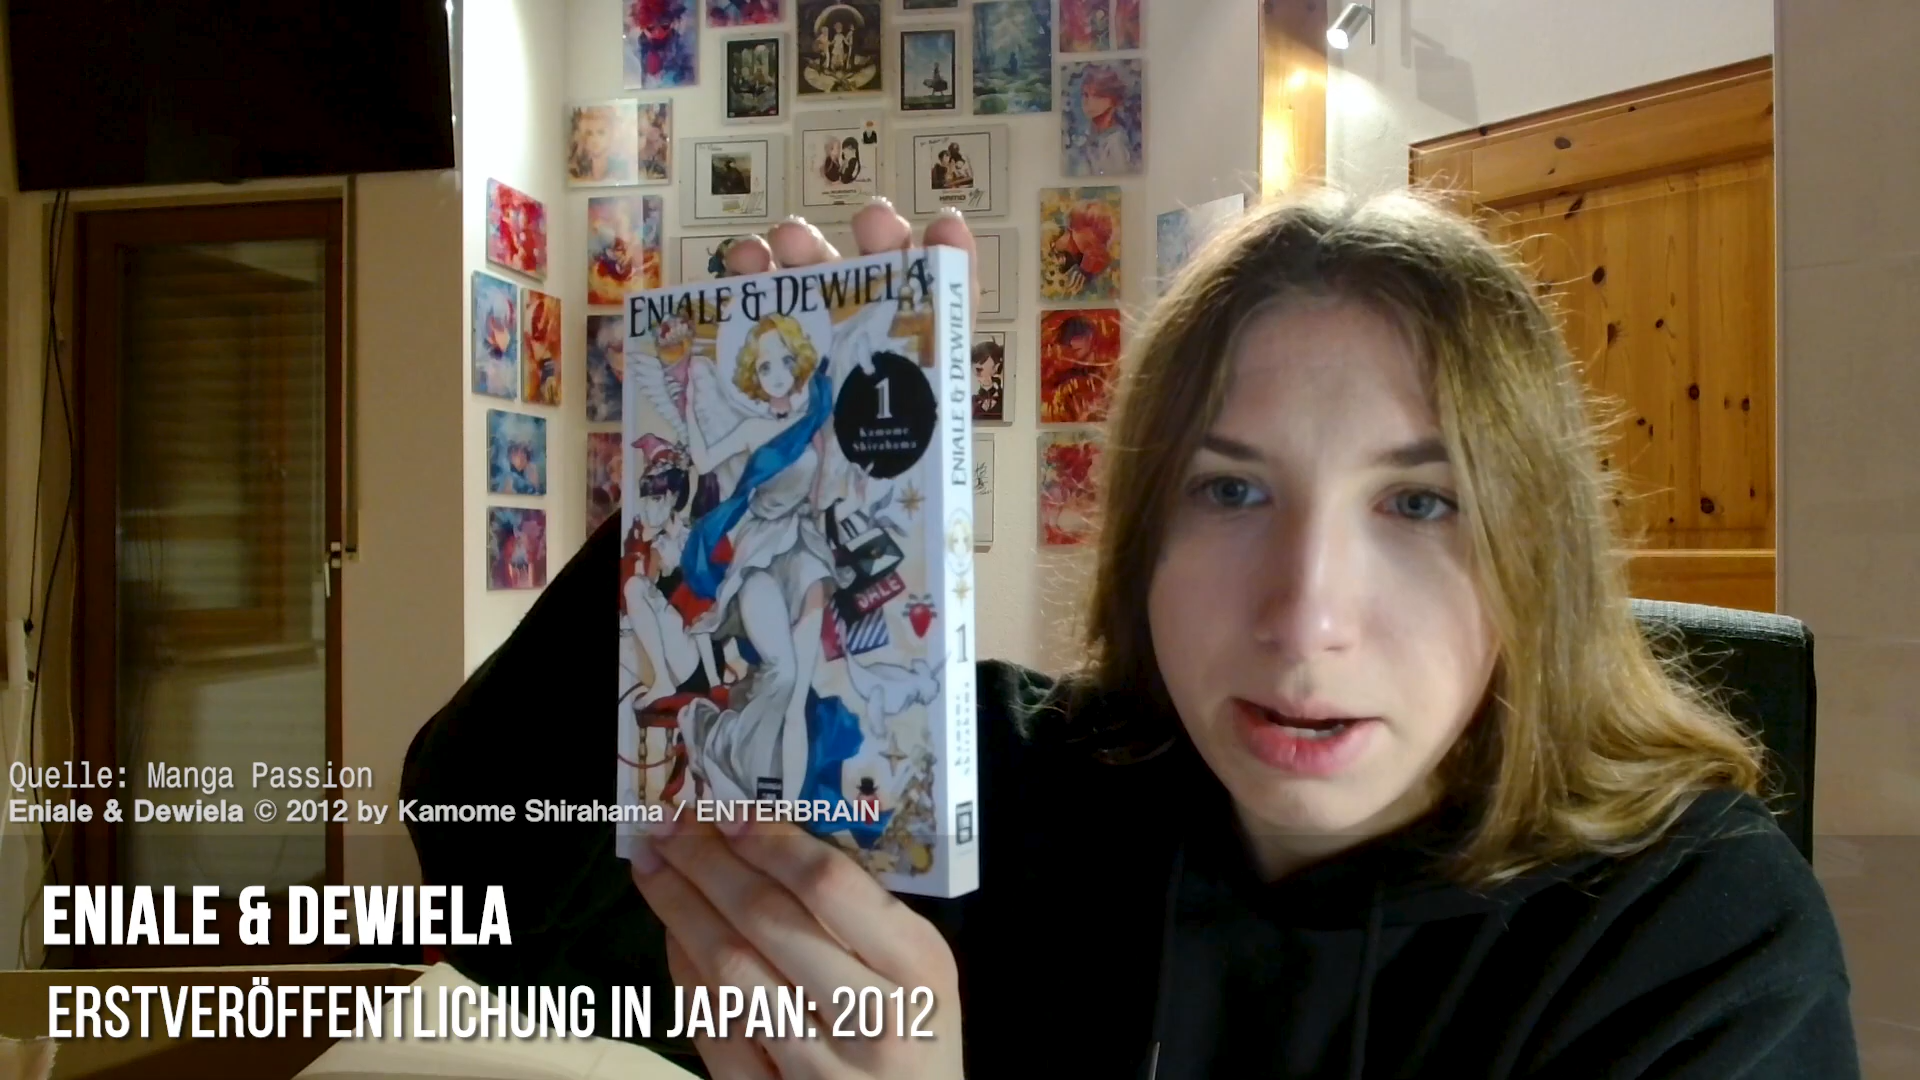 ENIALE & DEWIELA
1
Kamome
Shirahama
SALE
ENIALE & DEWIELA
1
Kamome
Shirahama
Quelle: Manga Passion
Eniale & Dewiela © 2012 by Kamome Shirahama / ENTERBRAIN
ENIALE & DEWIELA
ERSTVERÖFFENTLICHUNG IN JAPAN: 2012